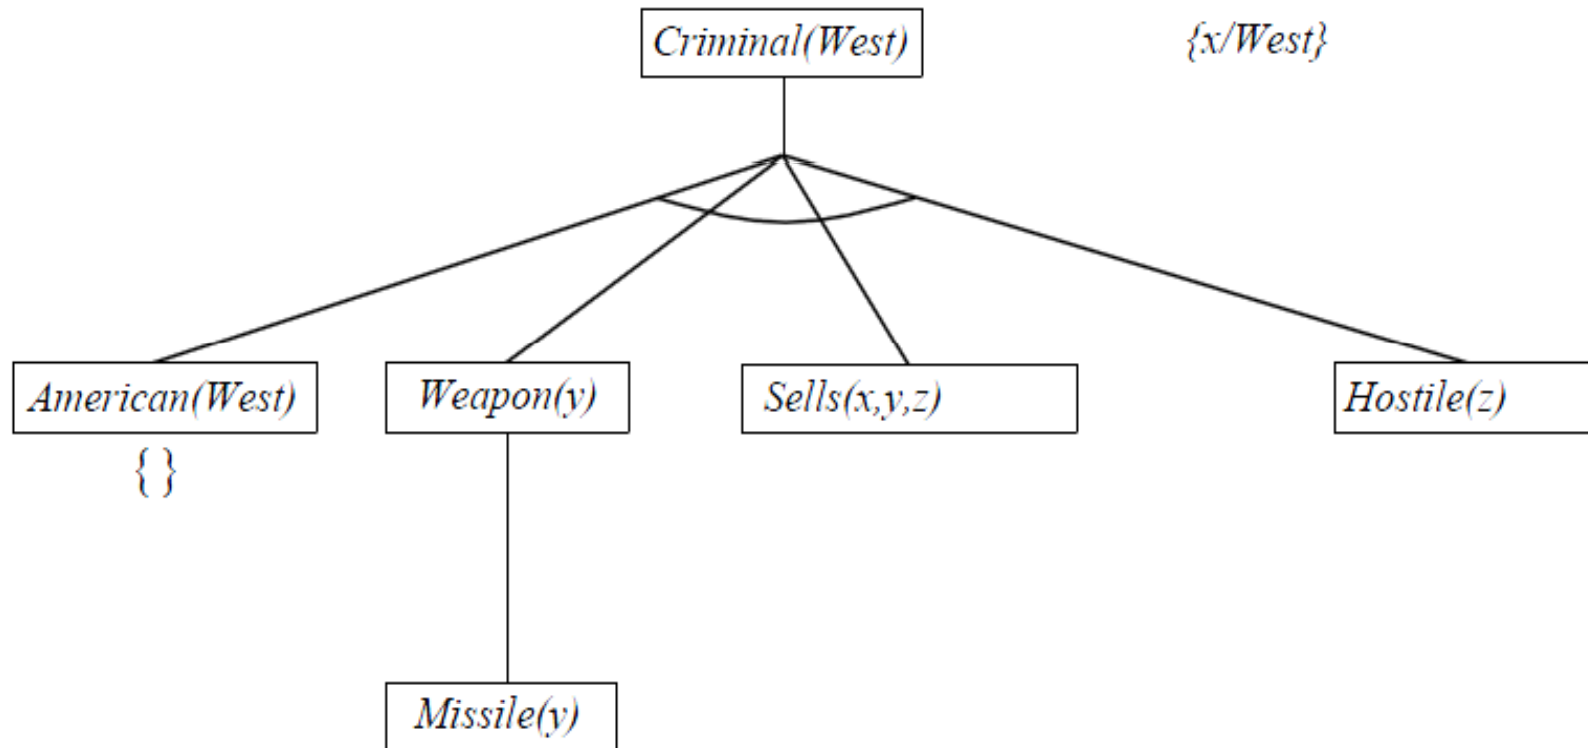 Criminal(West)
{x/West}
American(West)
Weapon(y)
Sells(x,y,z)
Hostile(z)
{ }
Missile(y)